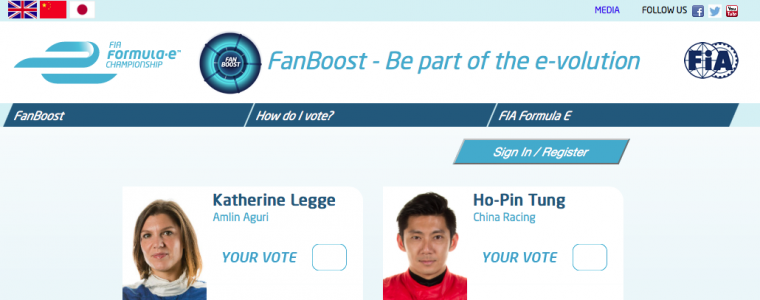 MEDIA
FOLLOW US
You Tube
FIA
FORMULA·E™
CHAMPIONSHIP
FAN
BOOST
FanBoost - Be part of the e-volution
FiA
FanBoost
How do I vote?
FIA Formula E
Sign In / Register
Katherine Legge
Amlin Aguri
YOUR VOTE
Ho-Pin Tung
China Racing
YOUR VOTE